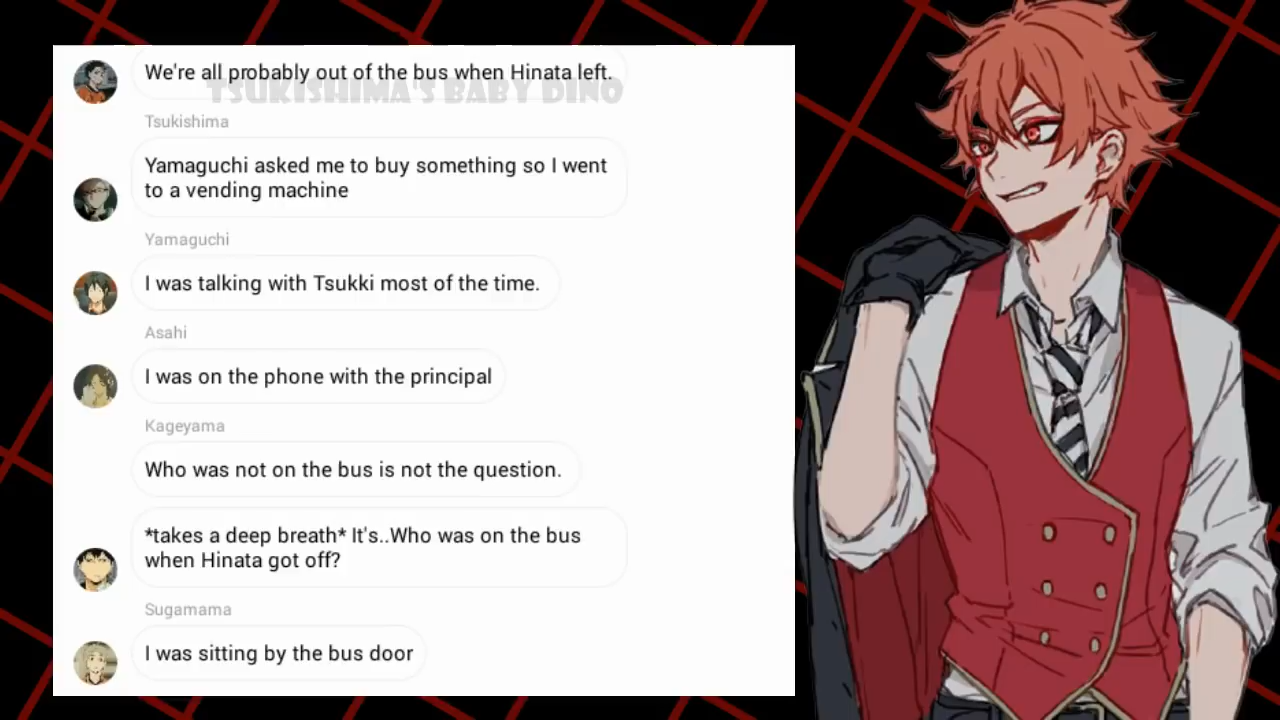 We're all probably out of the bus when Hinata left.
TSUKISHIMA'S BABY DINO
Tsukishima
Yamaguchi asked me to buy something so I went
to a vending machine
Yamaguchi
I was talking with Tsukki most of the time.
Asahi
I was on the phone with the principal
Kageyama
Who was not on the bus is not the question.
*takes a deep breath* It's..Who was on the bus
when Hinata got off?
Sugamama
I was sitting by the bus door